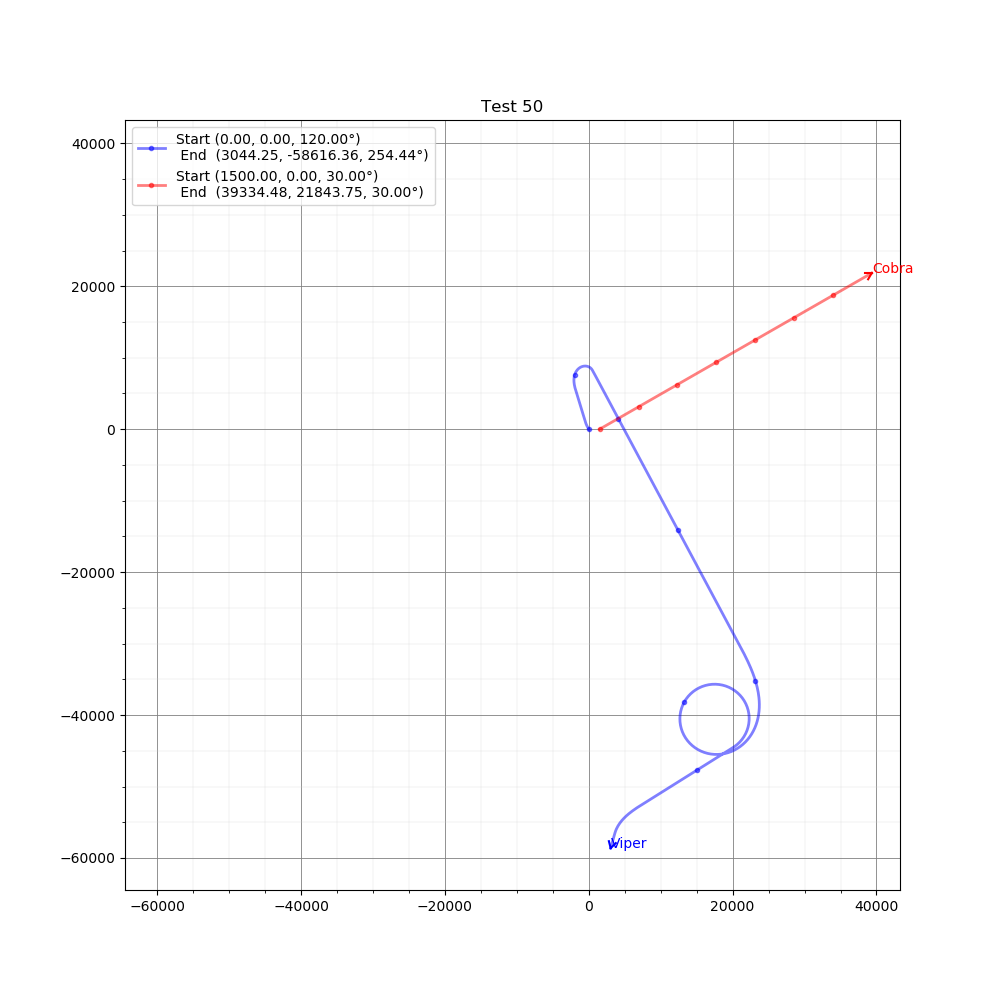 Test 50
Start (0.00, 0.00, 120.00°)
End (3044.25, -58616.36, 254.44°)
Start (1500.00, 0.00, 30.00°)
End (39334.48, 21843.75, 30.00°)
40000
20000
0
−20000
−40000
−60000
Cobra
Viper
−60000
−40000
−20000
0
20000
40000